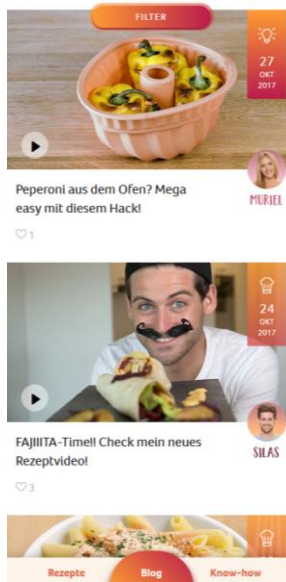 FILTER
27
OKT
2017
Peperoni aus dem Ofen? Mega
easy mit diesem Hack!
MURIEL
1
24
OKT
2017
FAJIIITA-Time!! Check mein neues
Rezeptvideo!
SILAS
3
Rezepte
Blog
Know-how